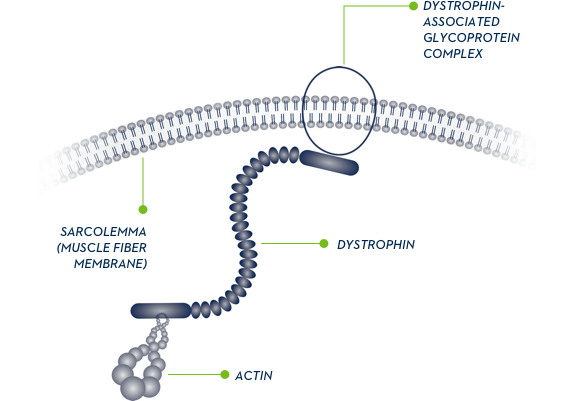 DYSTROPHIN-
ASSOCIATED
GLYCOPROTEIN
COMPLEX
SARCOLEMMA
(MUSCLE FIBER
MEMBRANE)
DYSTROPHIN
ACTIN